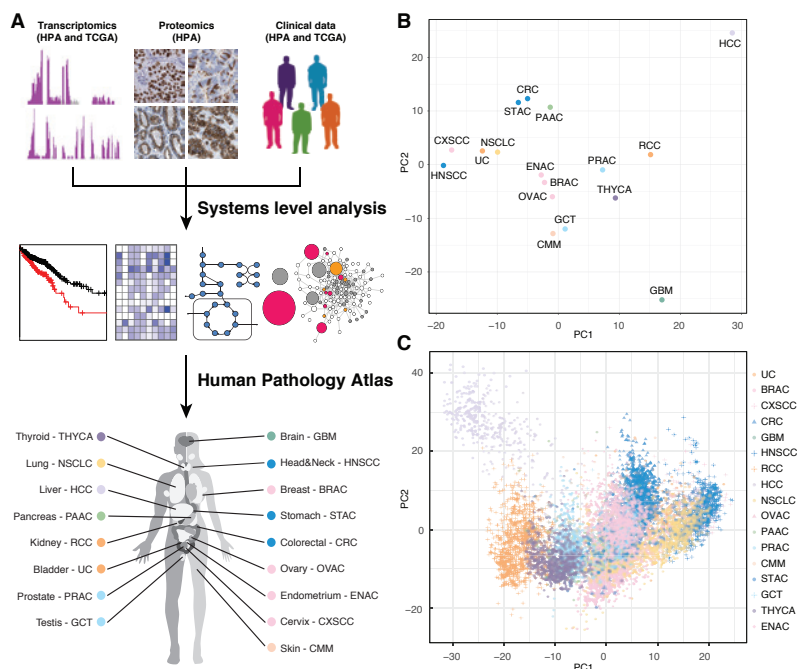 A
Transcriptomics
(HPA and TCGA)
Proteomics
(HPA)
Clinical data
(HPA and TCGA)
Systems level analysis
Human Pathology Atlas
Thyroid - THYCA
Lung - NSCLC
Liver - HCC
Pancreas - PAAC
Kidney - RCC
Bladder - UC
Prostate - PRAC
Testis - GCT
Brain - GBM
Head&Neck - HNSCC
Breast - BRAC
Stomach - STAC
Colorectal - CRC
Ovary - OVAC
Endometrium - ENAC
Cervix - CXSCC
Skin - CMM
B
PC2
20
10
0
−10
−20
HCC
CRC
STAC
PAAC
CXSCC
NSCLC
UC
HNSCC
RCC
PRAC
ENAC
BRAC
THYCA
OVAC
GCT
CMM
GBM
−20
−10
0
10
20
30
PC1
C
PC2
40
20
0
−20
−30
−20
−10
0
10
20
PC1
UC
BRAC
CXSCC
CRC
GBM
HNSCC
RCC
HCC
NSCLC
OVAC
PAAC
PRAC
CMM
STAC
GCT
THYCA
ENAC